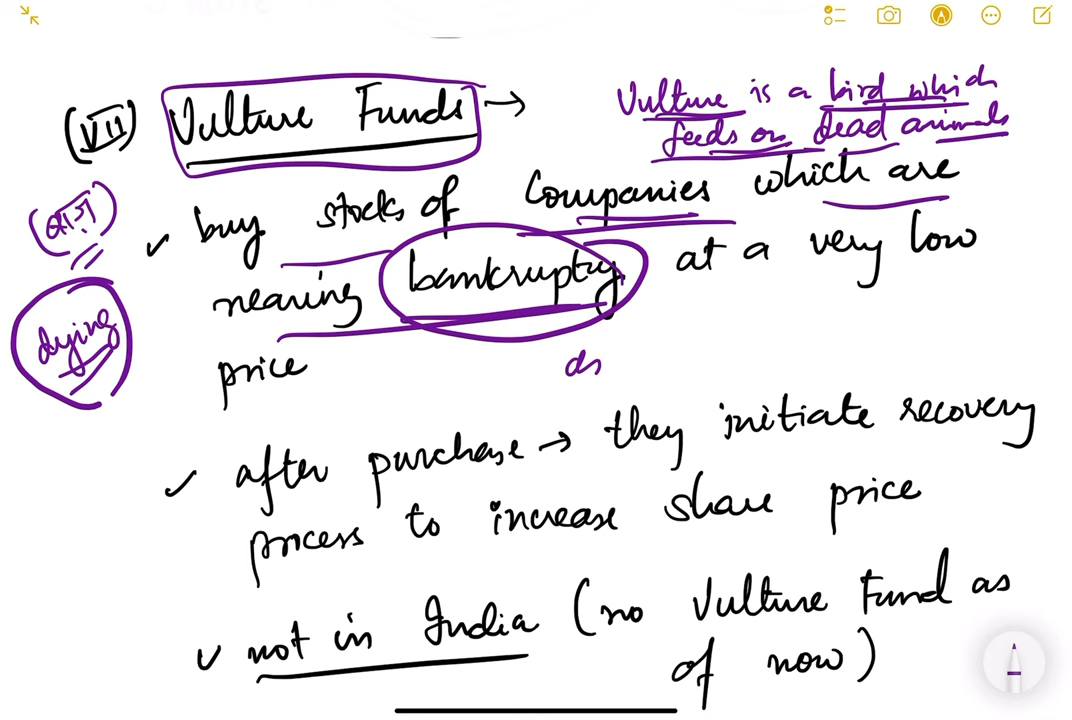 (VII) Vulture Funds →
Vulture is a bird which
feeds on dead animals
buy stocks of Companies which are
nearing bankruptcy at a very low
price
dying
ds
✓ after purchase → they initiate recovery
process to increase share price
✓ not in India (no Vulture Fund as
of now)